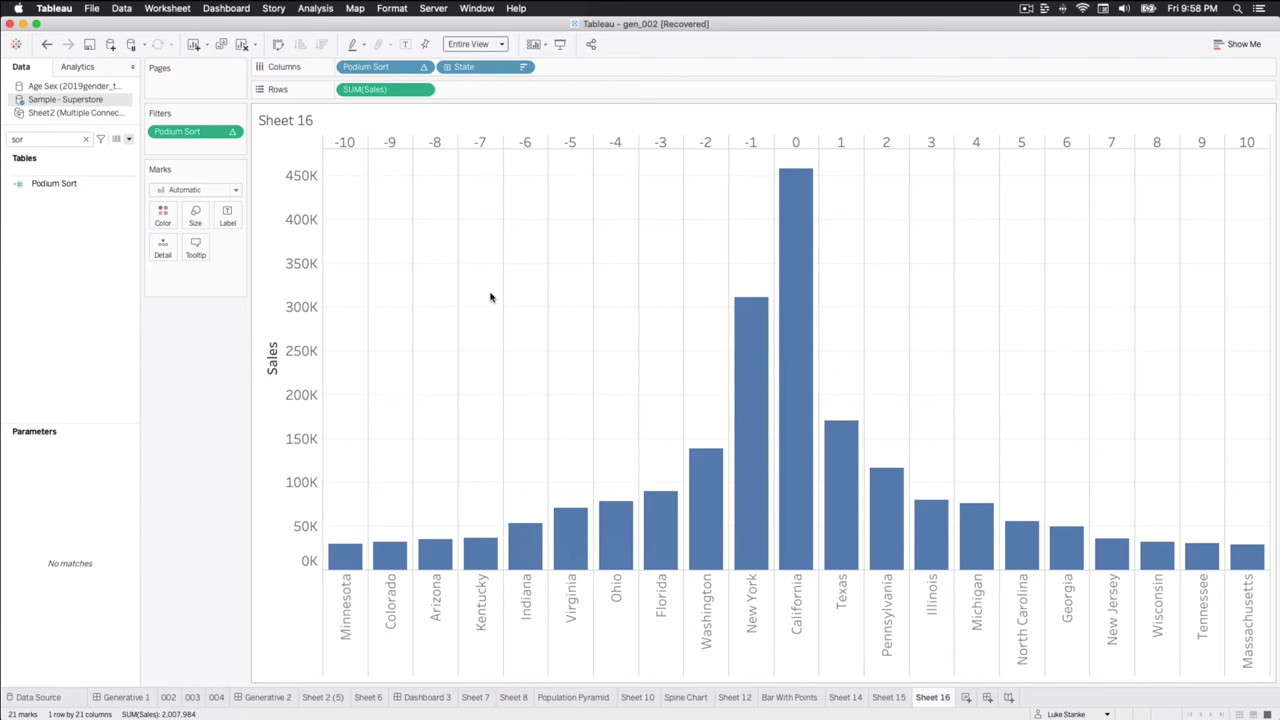 Tableau File Data Worksheet Dashboard Story Analysis Map Format Server Window Help Fri 9:58 PM
Tableau - gen_002 [Recovered]
Entire View Show Me
Data Analytics Pages Columns Podium Sort State
Age Sex (2019gender_t... Rows SUM(Sales)
Sample - Superstore
Sheet2 (Multiple Connec... Filters Sheet 16
sor Podium Sort -10 -9 -8 -7 -6 -5 -4 -3 -2 -1 0 1 2 3 4 5 6 7 8 9 10
Tables Marks
Podium Sort Automatic
Color Size Label
Detail Tooltip
450K
400K
350K
300K
250K
200K
150K
100K
50K
0K
Sales
Minnesota Colorado Arizona Kentucky Indiana Virginia Ohio Florida Washington New York California Texas Pennsylvania Illinois Michigan North Carolina Georgia New Jersey Wisconsin Tennessee Massachusetts
Parameters
No matches
Data Source Generative 1 002 003 004 Generative 2 Sheet 2 (5) Sheet 6 Dashboard 3 Sheet 7 Sheet 8 Population Pyramid Sheet 10 Spine Chart Sheet 12 Bar With Points Sheet 14 Sheet 15 Sheet 16
21 marks 1 row by 21 columns SUM(Sales): 2,007,984 Luke Stanke